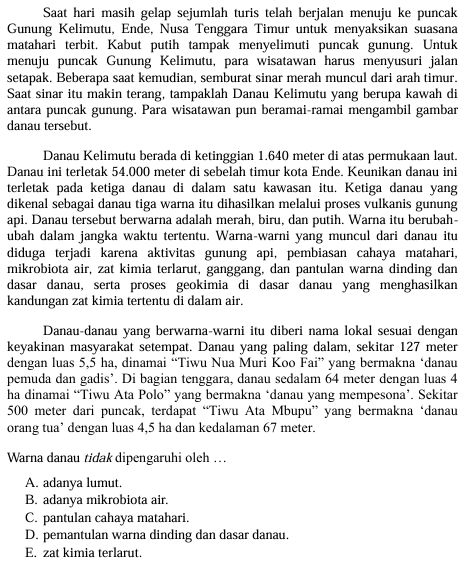 Saat hari masih gelap sejumlah turis telah berjalan menuju ke puncak
Gunung Kelimutu, Ende, Nusa Tenggara Timur untuk menyaksikan suasana
matahari terbit. Kabut putih tampak menyelimuti puncak gunung. Untuk
menuju puncak Gunung Kelimutu, para wisatawan harus menyusuri jalan
setapak. Beberapa saat kemudian, semburat sinar merah muncul dari arah timur.
Saat sinar itu makin terang, tampaklah Danau Kelimutu yang berupa kawah di
antara puncak gunung. Para wisatawan pun beramai-ramai mengambil gambar
danau tersebut.
Danau Kelimutu berada di ketinggian 1.640 meter di atas permukaan laut.
Danau ini terletak 54.000 meter di sebelah timur kota Ende. Keunikan danau ini
terletak pada ketiga danau di dalam satu kawasan itu. Ketiga danau yang
dikenal sebagai danau tiga warna itu dihasilkan melalui proses vulkanis gunung
api. Danau tersebut berwarna adalah merah, biru, dan putih. Warna itu berubah-
ubah dalam jangka waktu tertentu. Warna-warni yang muncul dari danau itu
diduga terjadi karena aktivitas gunung api, pembiasan cahaya matahari,
mikrobiota air, zat kimia terlarut, ganggang, dan pantulan warna dinding dan
dasar danau, serta proses geokimia di dasar danau yang menghasilkan
kandungan zat kimia tertentu di dalam air.
Danau-danau yang berwarna-warni itu diberi nama lokal sesuai dengan
keyakinan masyarakat setempat. Danau yang paling dalam, sekitar 127 meter
dengan luas 5,5 ha, dinamai “Tiwu Nua Muri Koo Fai” yang bermakna ‘danau
pemuda dan gadis’. Di bagian tenggara, danau sedalam 64 meter dengan luas 4
ha dinamai “Tiwu Ata Polo” yang bermakna ‘danau yang mempesona’. Sekitar
500 meter dari puncak, terdapat “Tiwu Ata Mbupu” yang bermakna ‘danau
orang tua’ dengan luas 4,5 ha dan kedalaman 67 meter.
Warna danau tidak dipengaruhi oleh …
A. adanya lumut.
B. adanya mikrobiota air.
C. pantulan cahaya matahari.
D. pemantulan warna dinding dan dasar danau.
E. zat kimia terlarut.